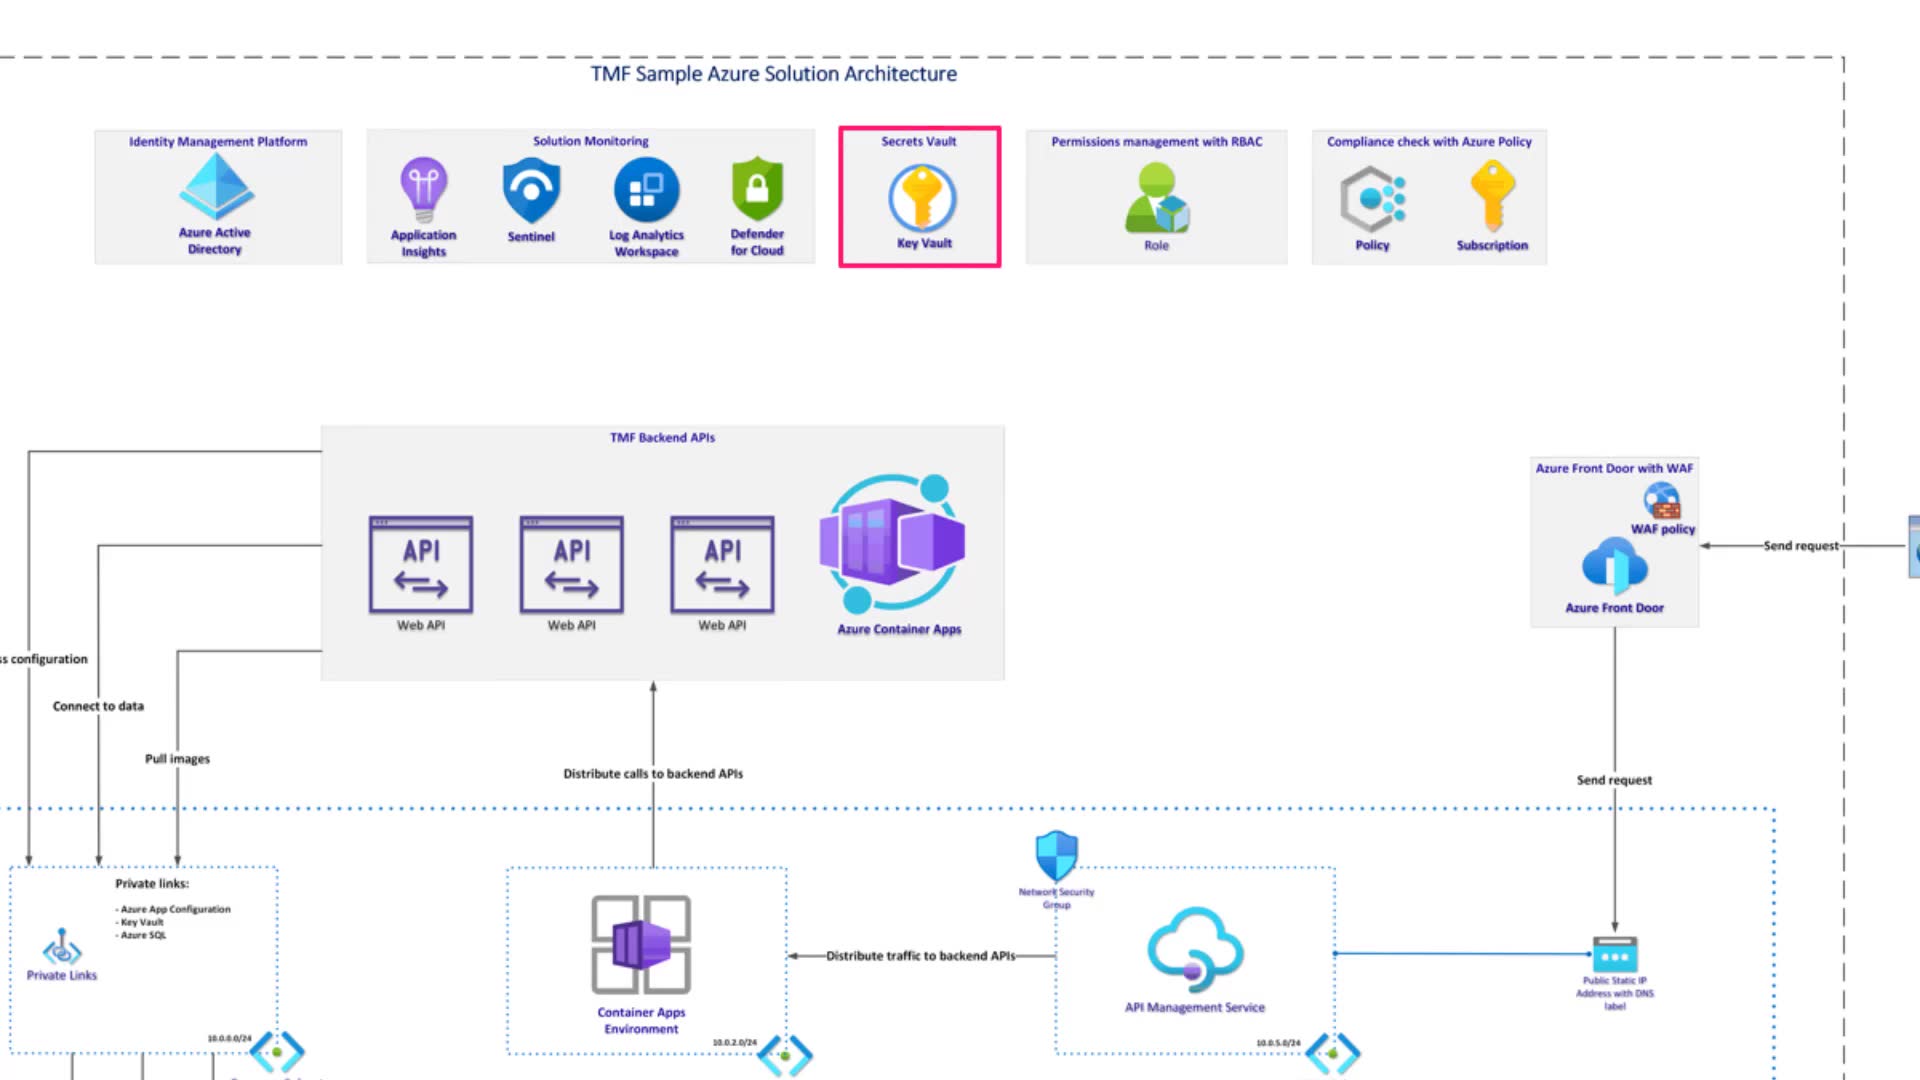 TMF Sample Azure Solution Architecture
Identity Management Platform
Azure Active
Directory
Solution Monitoring
Application
Insights
Sentinel
Log Analytics
Workspace
Defender
for Cloud
Secrets Vault
Key Vault
Permissions management with RBAC
Role
Compliance check with Azure Policy
Policy
Subscription
TMF Backend APIs
API
Web API
API
Web API
API
Web API
Azure Container Apps
Azure Front Door with WAF
WAF policy
Azure Front Door
Send request
configuration
Connect to data
Pull images
Distribute calls to backend APIs
Send request
Private links:
- Azure App Configuration
- Key Vault
- Azure SQL
Private Links
10.0.0.0/24
Container Apps
Environment
10.0.2.0/24
Distribute traffic to backend APIs
Network Security
Group
API Management Service
10.0.5.0/24
Public Static IP
Address with DNS
label